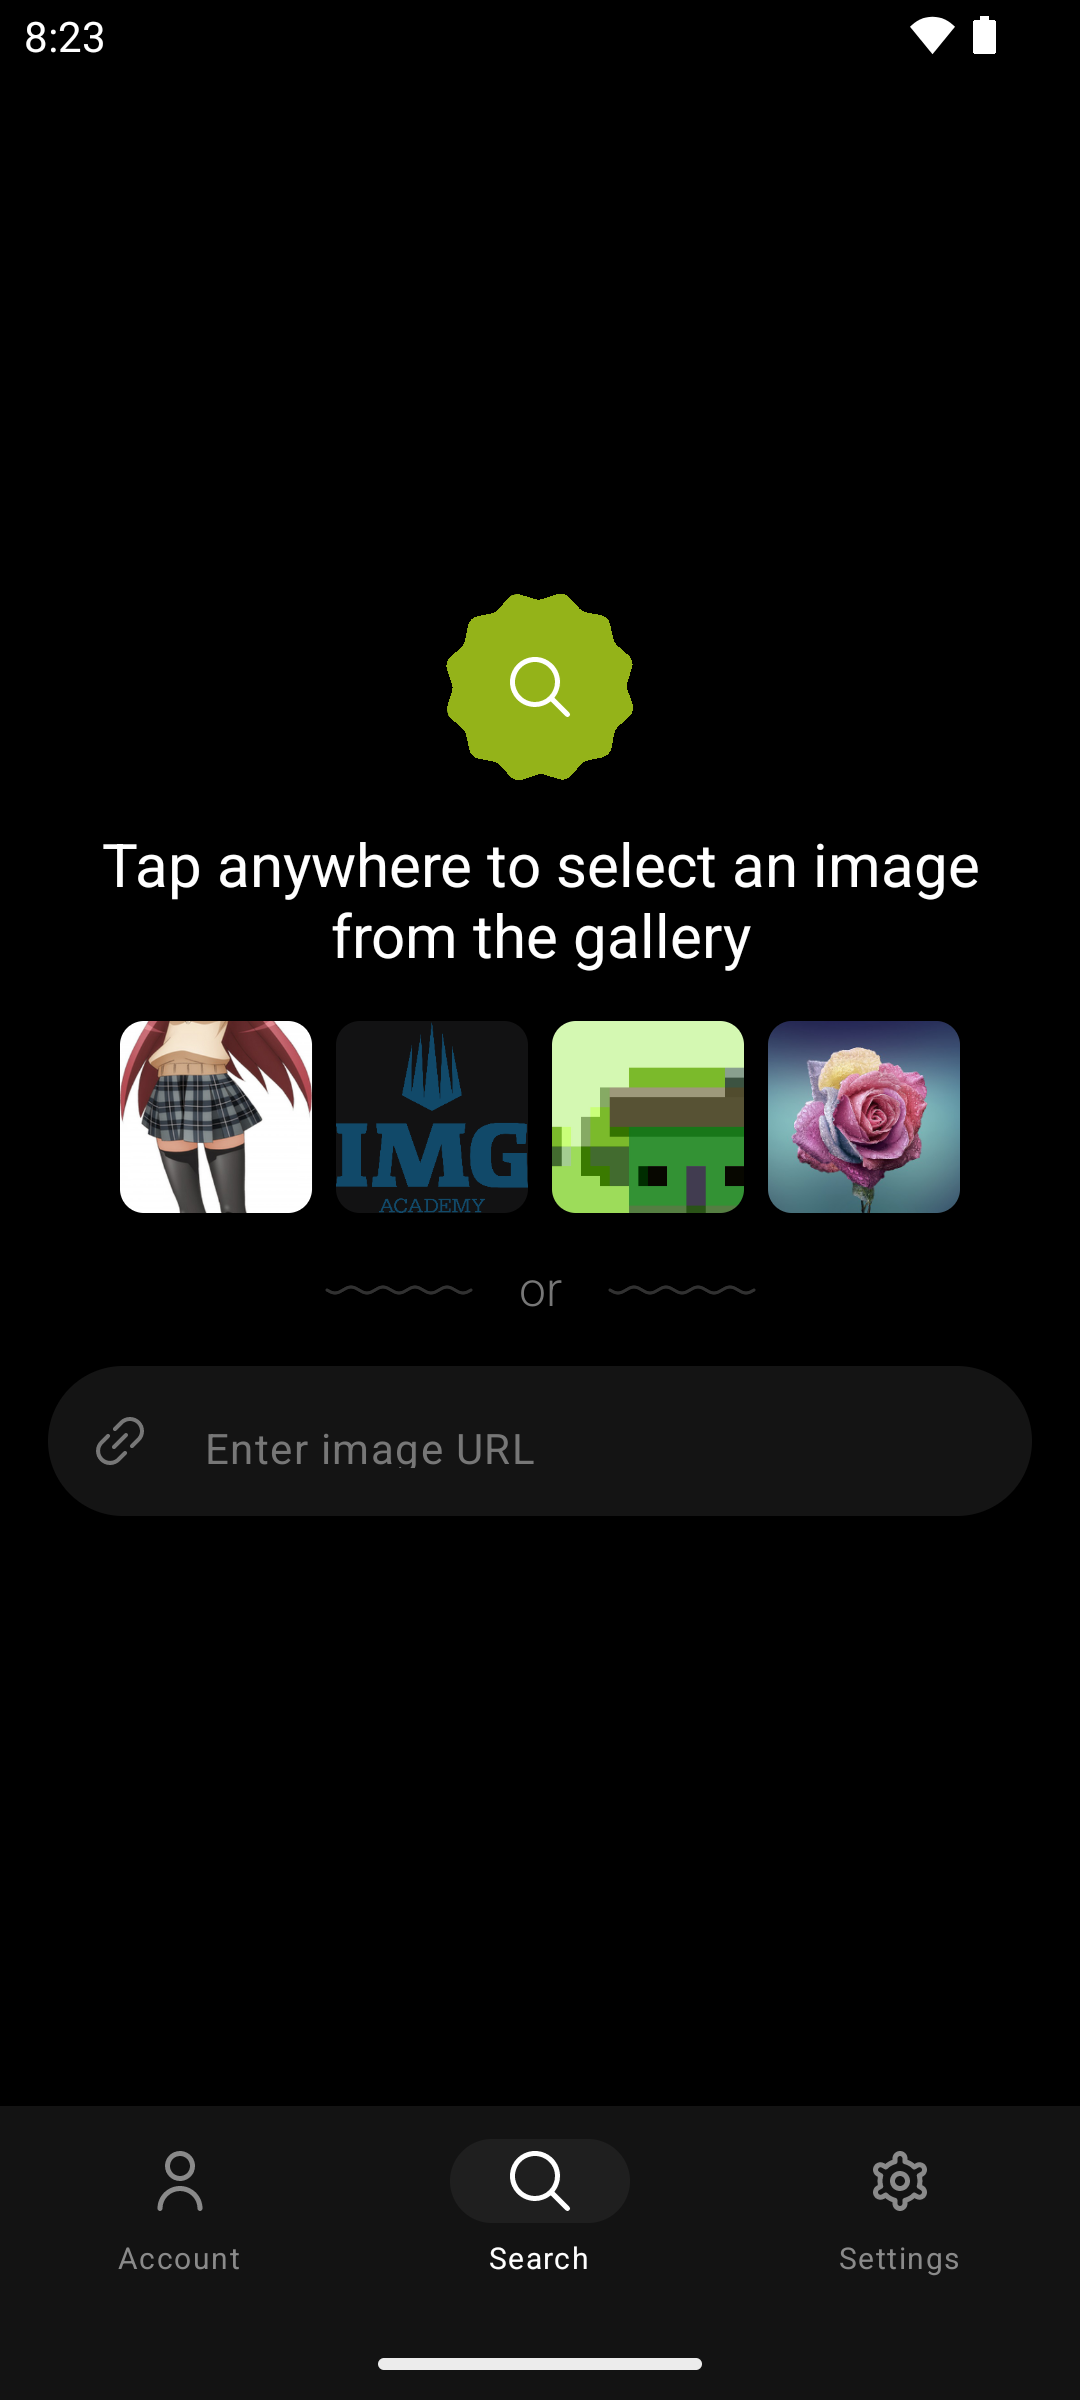 8:23
Tap anywhere to select an image
from the gallery
IMG
ACADEMY
or
Enter image URL
Account
Search
Settings